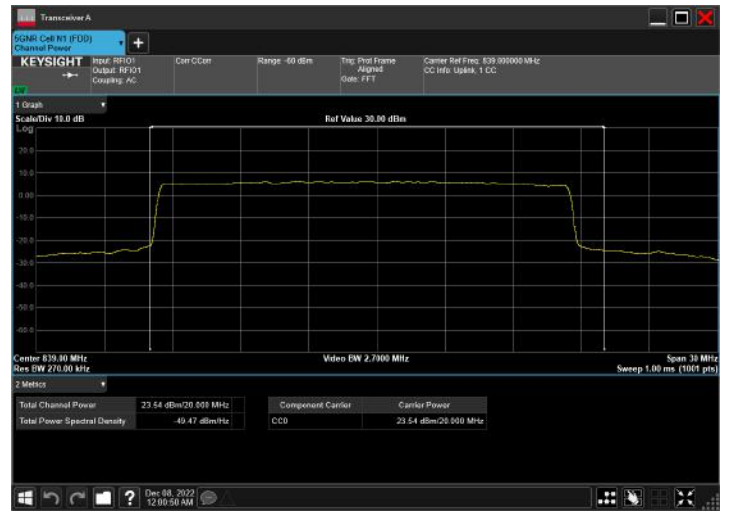 Transceiver A
5GNR Cell N1 (FDD)
Channel Power
KEYSIGHT
Input: RFIO1
Output: RFIO1
Coupling: AC
Corr CCorr
Range -60 dBm
Trig: Prot Frame
Aligned
Gate: FFT
Carrier Ref Freq: 839.000000 MHz
CC Info: Uplink, 1 CC
1 Graph
Scale/Div 10.0 dB
Ref Value 30.00 dBm
Log
20.0
10.0
0.00
-10.0
-20.0
-30.0
-40.0
-50.0
-60.0
Center 839.00 MHz
Video BW 2.7000 MHz
Span 30 MHz
Res BW 270.00 kHz
Sweep 1.00 ms (1001 pts)
2 Metrics
Total Channel Power 23.54 dBm/20.000 MHz
Total Power Spectral Density -49.47 dBm/Hz
Component Carrier Carrier Power
CC0 23.54 dBm/20.000 MHz
?
Dec 08, 2022
12:00:50 AM